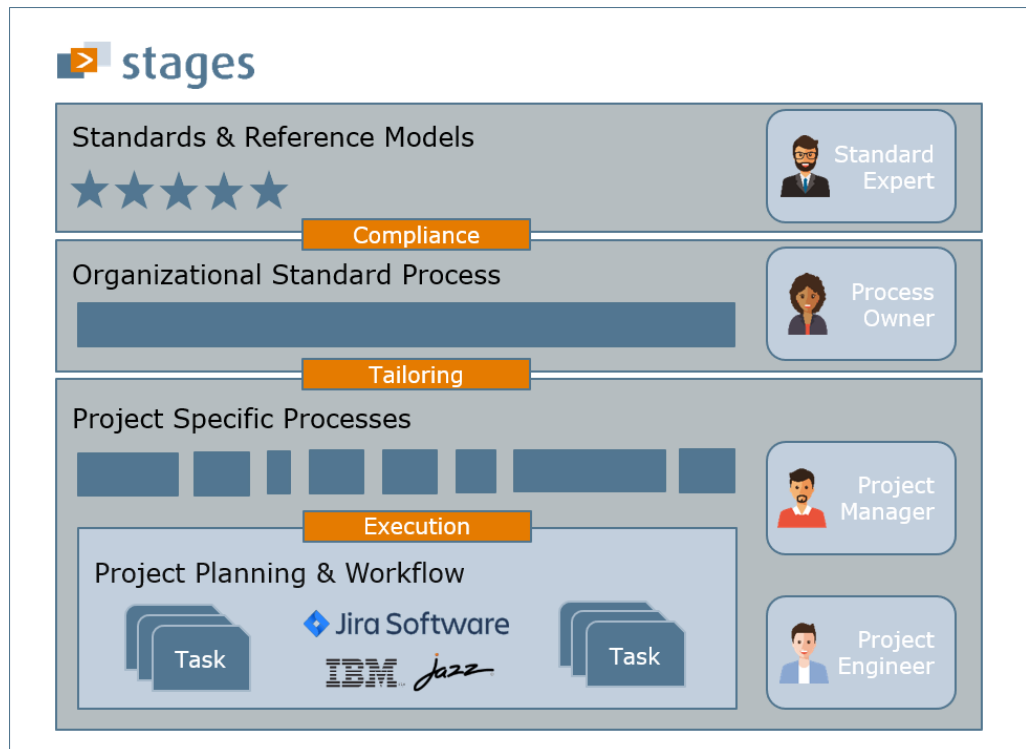 stages
Standards & Reference Models
Standard
Expert
Compliance
Organizational Standard Process
Process
Owner
Tailoring
Project Specific Processes
Project
Manager
Execution
Project Planning & Workflow
Jira Software
Task
Task
IBM jazz
Project
Engineer